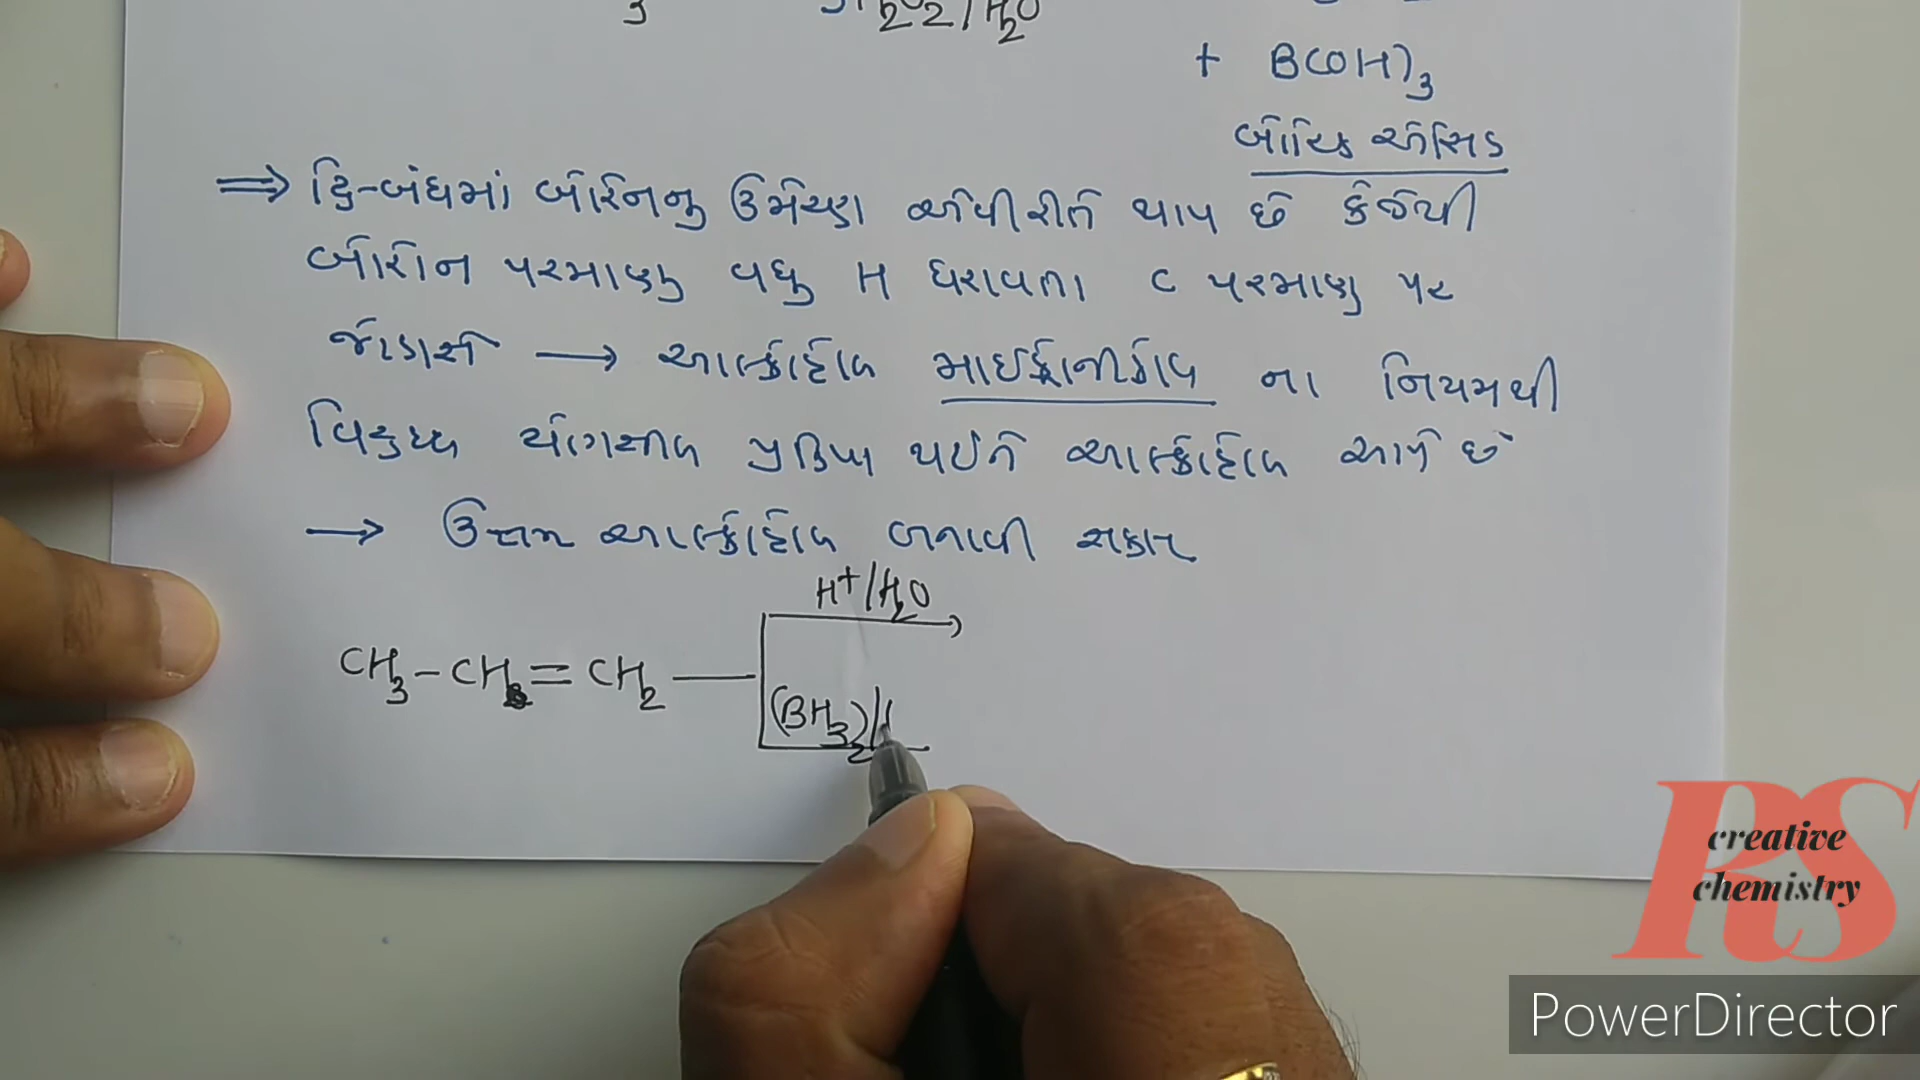 3 H2O2/H2O
+ B(OH)3
બોરિક એસિડ
⇒ દ્વિ-બંધમાં બોરેનનુ ઉમેરણ એવી રીતે થાય છે કે જેથી
બોરોન પરમાણુ વધુ H ધરાવતા C પરમાણુ પર
જોડાશે → આલ્કોહોલ માર્કોવનીકોવ ના નિયમથી
વિરુધ્ધ યોગશીલ પ્રક્રિયા થઈને આલ્કોહોલ આપે છે
→ ઉત્તમ આલ્કોહોલ બનાવી શકાય
H+/H2O
CH3-CH=CH2
(BH3)2/
RS
creative
chemistry
PowerDirector